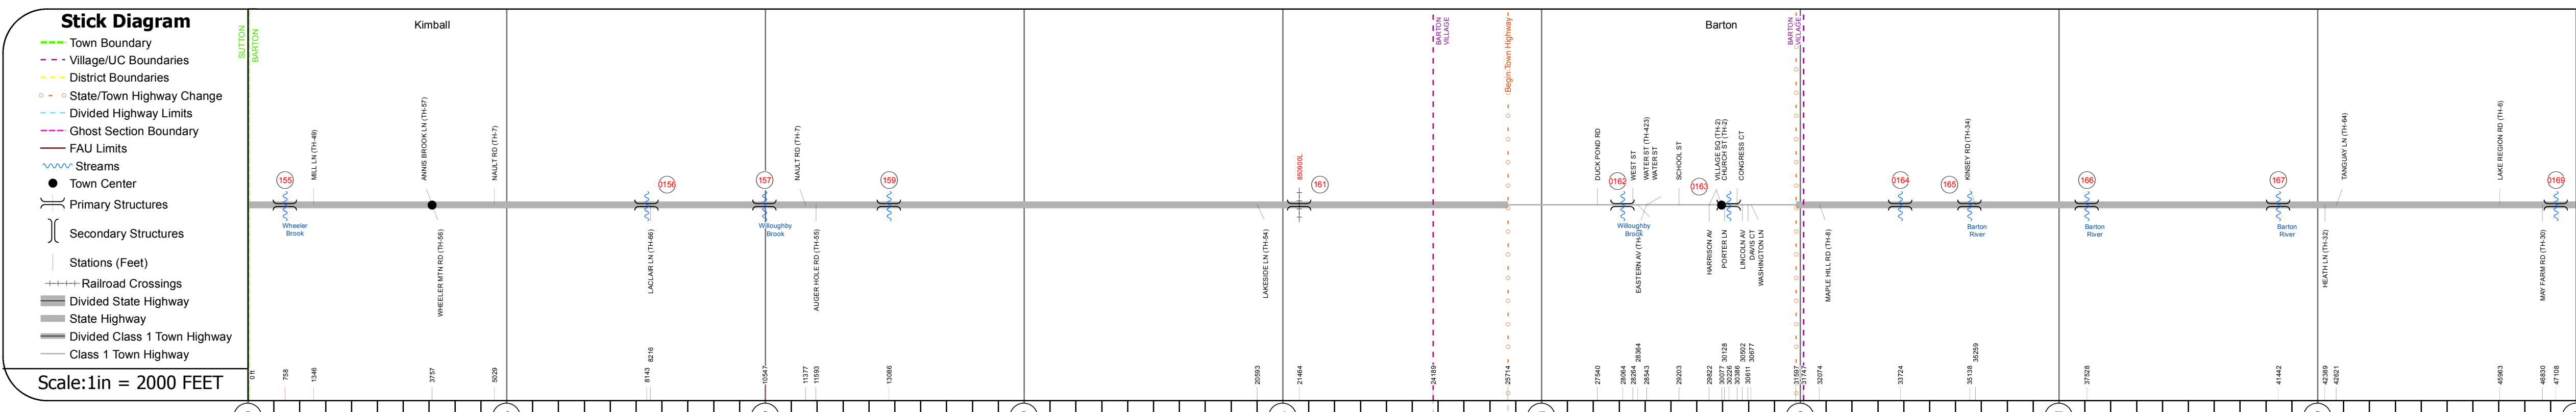 Stick Diagram
Town Boundary
Village/UC Boundaries
District Boundaries
State/Town Highway Change
Divided Highway Limits
Ghost Section Boundary
FAU Limits
Streams
Town Center
Primary Structures
Secondary Structures
Stations (Feet)
Railroad Crossings
Divided State Highway
State Highway
Divided Class 1 Town Highway
Class 1 Town Highway
Scale:1in = 2000 FEET
SUTTON
BARTON
Kimball
BARTON
VILLAGE
Begin Town Highway
Barton
BARTON
VILLAGE
155
MILL LN (TH-49)
ANNIS BROOK LN (TH-57)
NAULT RD (TH-7)
0156
157
NAULT RD (TH-7)
159
850900L
161
DUCK POND RD
0162
WEST ST
WATER ST (TH-423)
WATER ST
SCHOOL ST
0163
VILLAGE SQ (TH-2)
CHURCH ST (TH-2)
CONGRESS CT
0164
165
KINSEY RD (TH-34)
166
167
TANGUAY LN (TH-64)
LAKE REGION RD (TH-6)
0169
Wheeler
Brook
WHEELER MTN RD (TH-56)
LACLAIR LN (TH-66)
Willoughby
Brook
AUGER HOLE RD (TH-55)
LAKESIDE LN (TH-54)
Willoughby
Brook
HARRISON AV
PORTER LN
LINCOLN AV
DAVIS CT
WASHINGTON LN
MAPLE HILL RD (TH-8)
Barton
River
Barton
River
Barton
River
HEATH LN (TH-32)
MAY FARM RD (TH-30)
0 ft
758
1346
3757
5029
8143
8216
10547
11377
11593
13086
20593
21464
24189
25714
27540
28064
28264
28364
28543
29203
29822
30077
30128
30226
30386
30502
30611
30677
31597
31747
32074
33724
35138
35259
37528
41442
42389
42621
45963
46830
47108